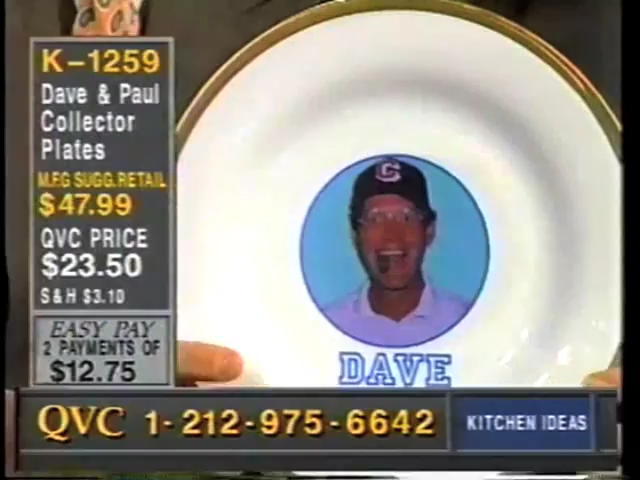 K-1259
Dave & Paul
Collector
Plates
M.F.G SUGG. RETAIL
$47.99
QVC PRICE
$23.50
S & H $3.10
EASY PAY
2 PAYMENTS OF
$12.75
C
DAVE
QVC 1-212-975-6642
KITCHEN IDEAS